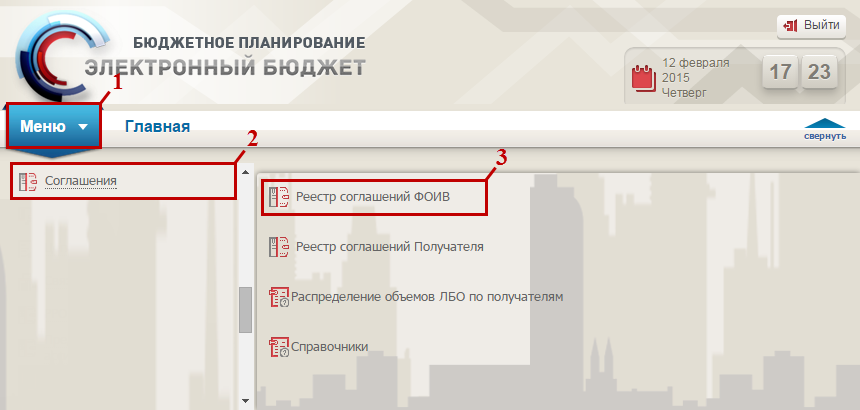 БЮДЖЕТНОЕ ПЛАНИРОВАНИЕ
ЭЛЕКТРОННЫЙ БЮДЖЕТ
Выйти
12 февраля
2015
Четверг
17 23
1
Меню
Главная
свернуть
2
3
Соглашения
Реестр соглашений ФОИВ
Реестр соглашений Получателя
Распределение объемов ЛБО по получателям
Справочники